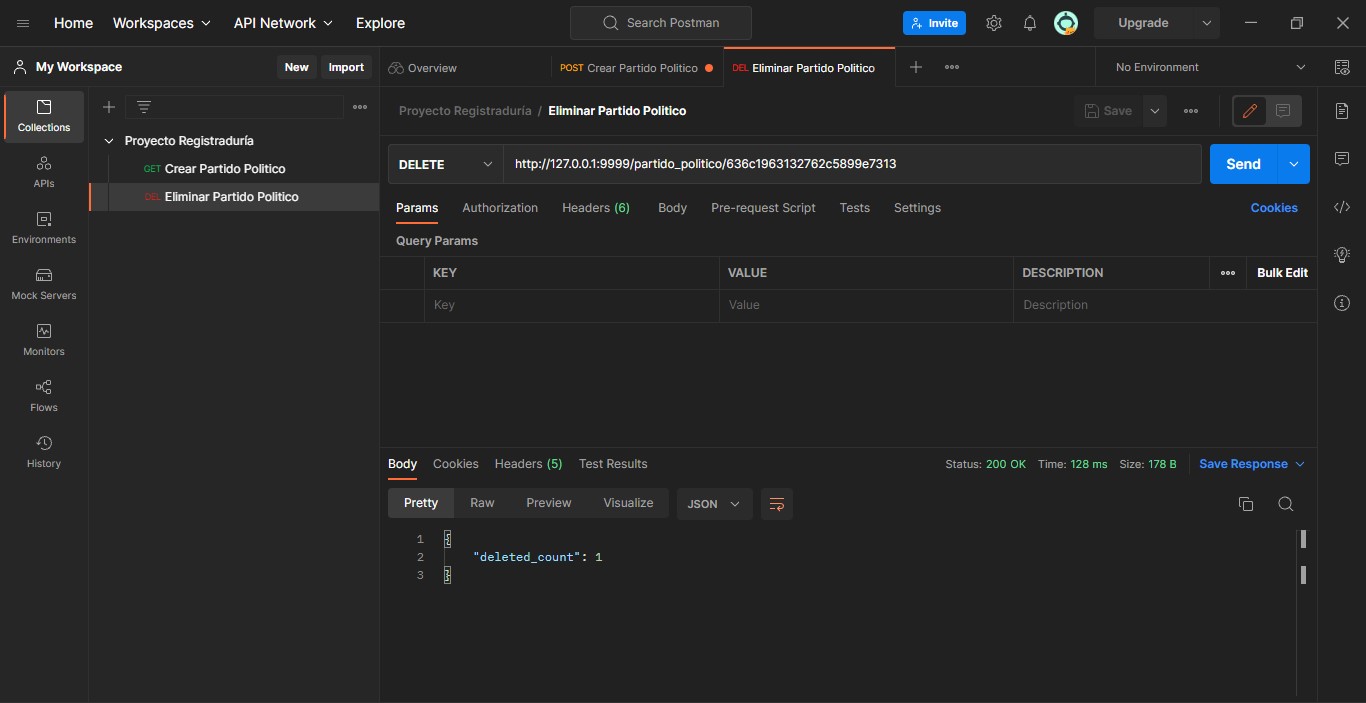 Home Workspaces API Network Explore Search Postman Invite Upgrade
My Workspace New Import Overview POST Crear Partido Politico DEL Eliminar Partido Politico No Environment
Collections
APIs
Environments
Mock Servers
Monitors
Flows
History
Proyecto Registraduría
GET Crear Partido Politico
DEL Eliminar Partido Politico
Proyecto Registraduría / Eliminar Partido Politico Save
DELETE http://127.0.0.1:9999/partido_politico/636c1963132762c5899e7313 Send
Params Authorization Headers (6) Body Pre-request Script Tests Settings Cookies
Query Params
KEY VALUE DESCRIPTION Bulk Edit
Key Value Description
Body Cookies Headers (5) Test Results Status: 200 OK Time: 128 ms Size: 178 B Save Response
Pretty Raw Preview Visualize JSON
1 {
2 "deleted_count": 1
3 }